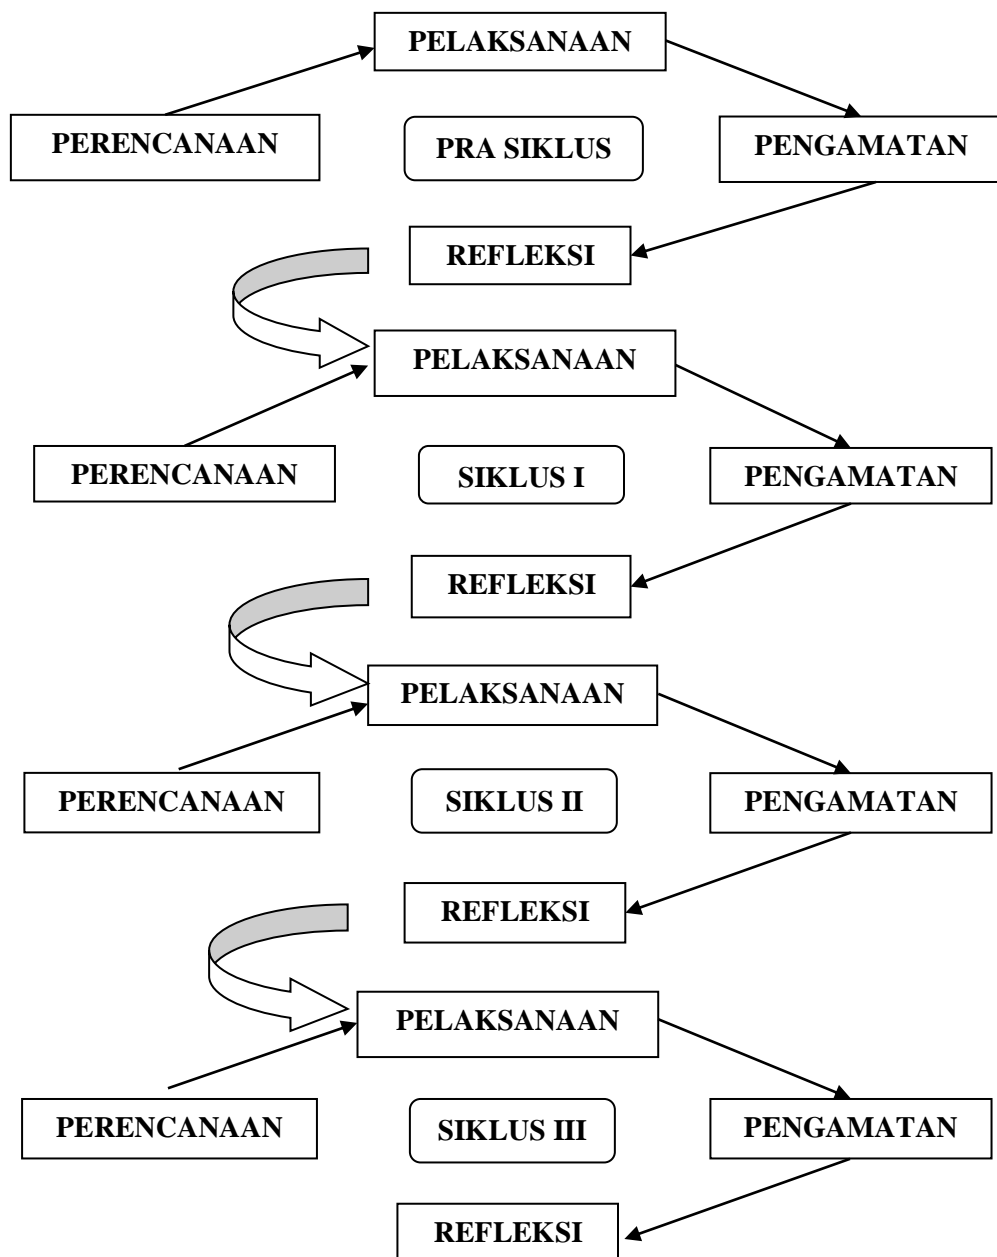 PELAKSANAAN
PERENCANAAN
PRA SIKLUS
PENGAMATAN
REFLEKSI
PELAKSANAAN
PERENCANAAN
SIKLUS I
PENGAMATAN
REFLEKSI
PELAKSANAAN
PERENCANAAN
SIKLUS II
PENGAMATAN
REFLEKSI
PELAKSANAAN
PERENCANAAN
SIKLUS III
PENGAMATAN
REFLEKSI